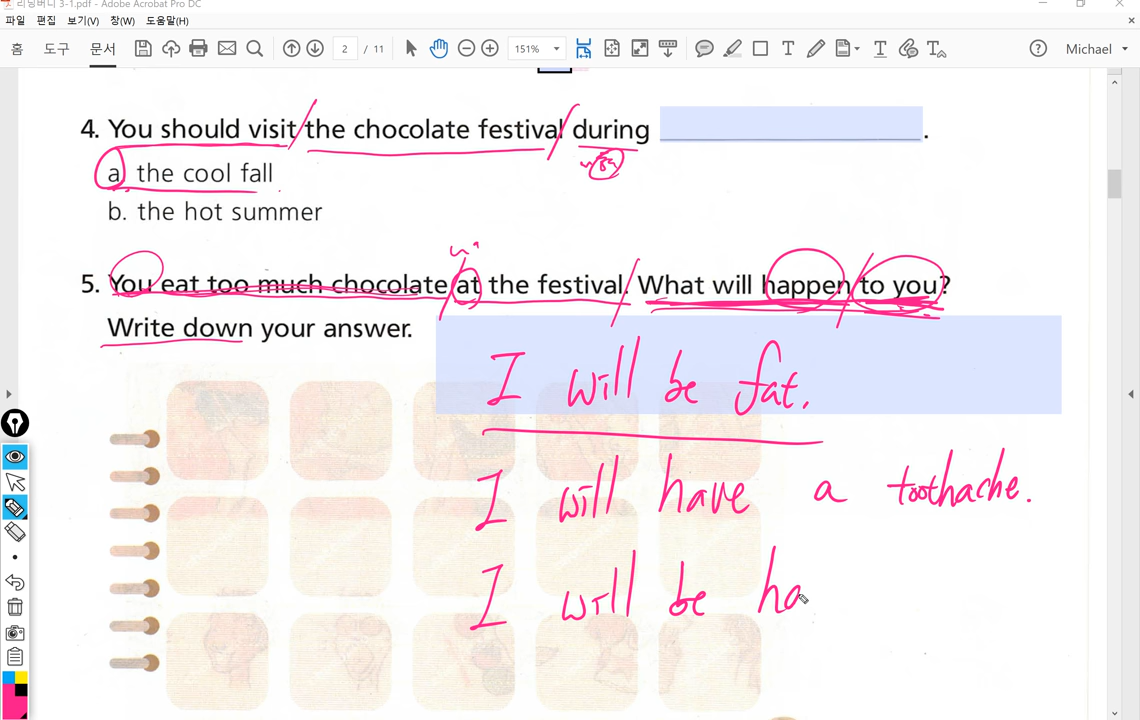 리딩버디 3-1.pdf - Adobe Acrobat Pro DC
파일 편집 보기(V) 창(W) 도움말(H)
홈 도구 문서 2 / 11 151% Michael
4. You should visit the chocolate festival during .
a. the cool fall
b. the hot summer
5. You eat too much chocolate at the festival. What will happen to you?
Write down your answer.
I will be fat.
I will have a toothache.
I will be ha